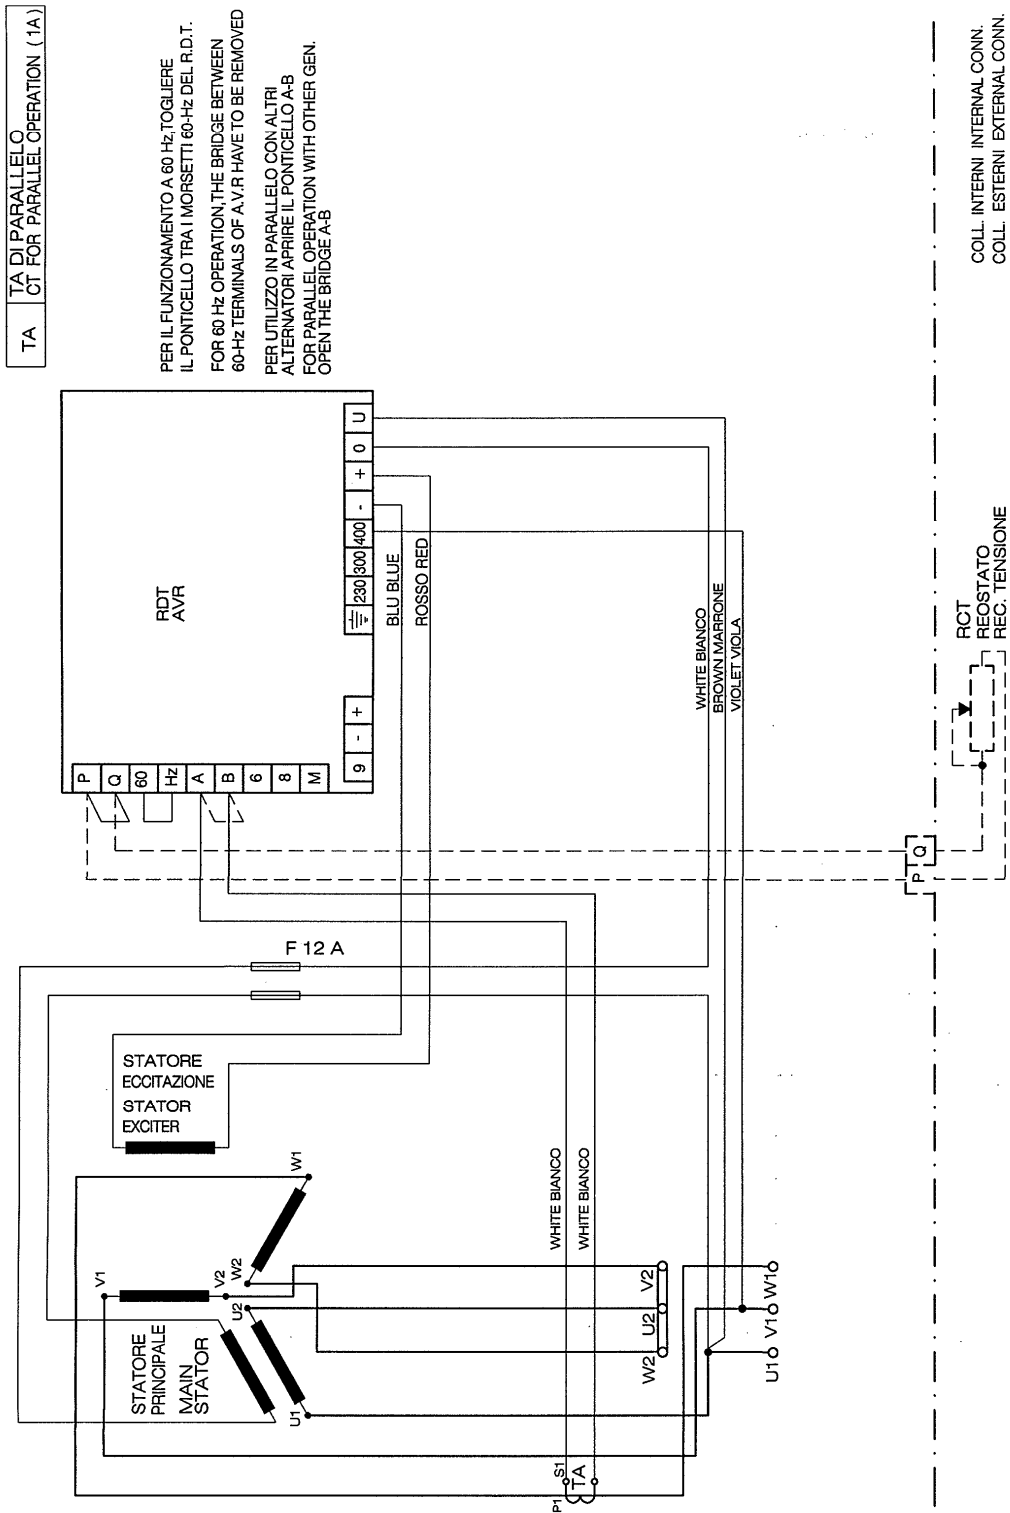 TA
TA DI PARALLELO
CT FOR PARALLEL OPERATION (1A)
PER IL FUNZIONAMENTO A 60 Hz,TOGLIERE
IL PONTICELLO TRA I MORSETTI 60-Hz DEL R.D.T.
FOR 60 Hz OPERATION,THE BRIDGE BETWEEN
60-Hz TERMINALS OF A.V.R HAVE TO BE REMOVED
PER UTILIZZO IN PARALLELO CON ALTRI
ALTERNATORI APRIRE IL PONTICELLO A-B
FOR PARALLEL OPERATION WITH OTHER GEN.
OPEN THE BRIDGE A-B
COLL. INTERNI INTERNAL CONN.
COLL. ESTERNI EXTERNAL CONN.
RDT
AVR
P
Q
60
Hz
A
B
6
8
M
9
-
+
230
300
400
-
+
0
U
BLU BLUE
ROSSO RED
WHITE BIANCO
BROWN MARRONE
VIOLET VIOLA
RCT
REOSTATO
REC. TENSIONE
P
Q
F 12 A
STATORE
ECCITAZIONE
STATOR
EXCITER
STATORE
PRINCIPALE
MAIN
STATOR
V1
V2
W2
W1
U2
U1
WHITE BIANCO
WHITE BIANCO
W2
U2
V2
U1
V1
W1
P1
S1
TA